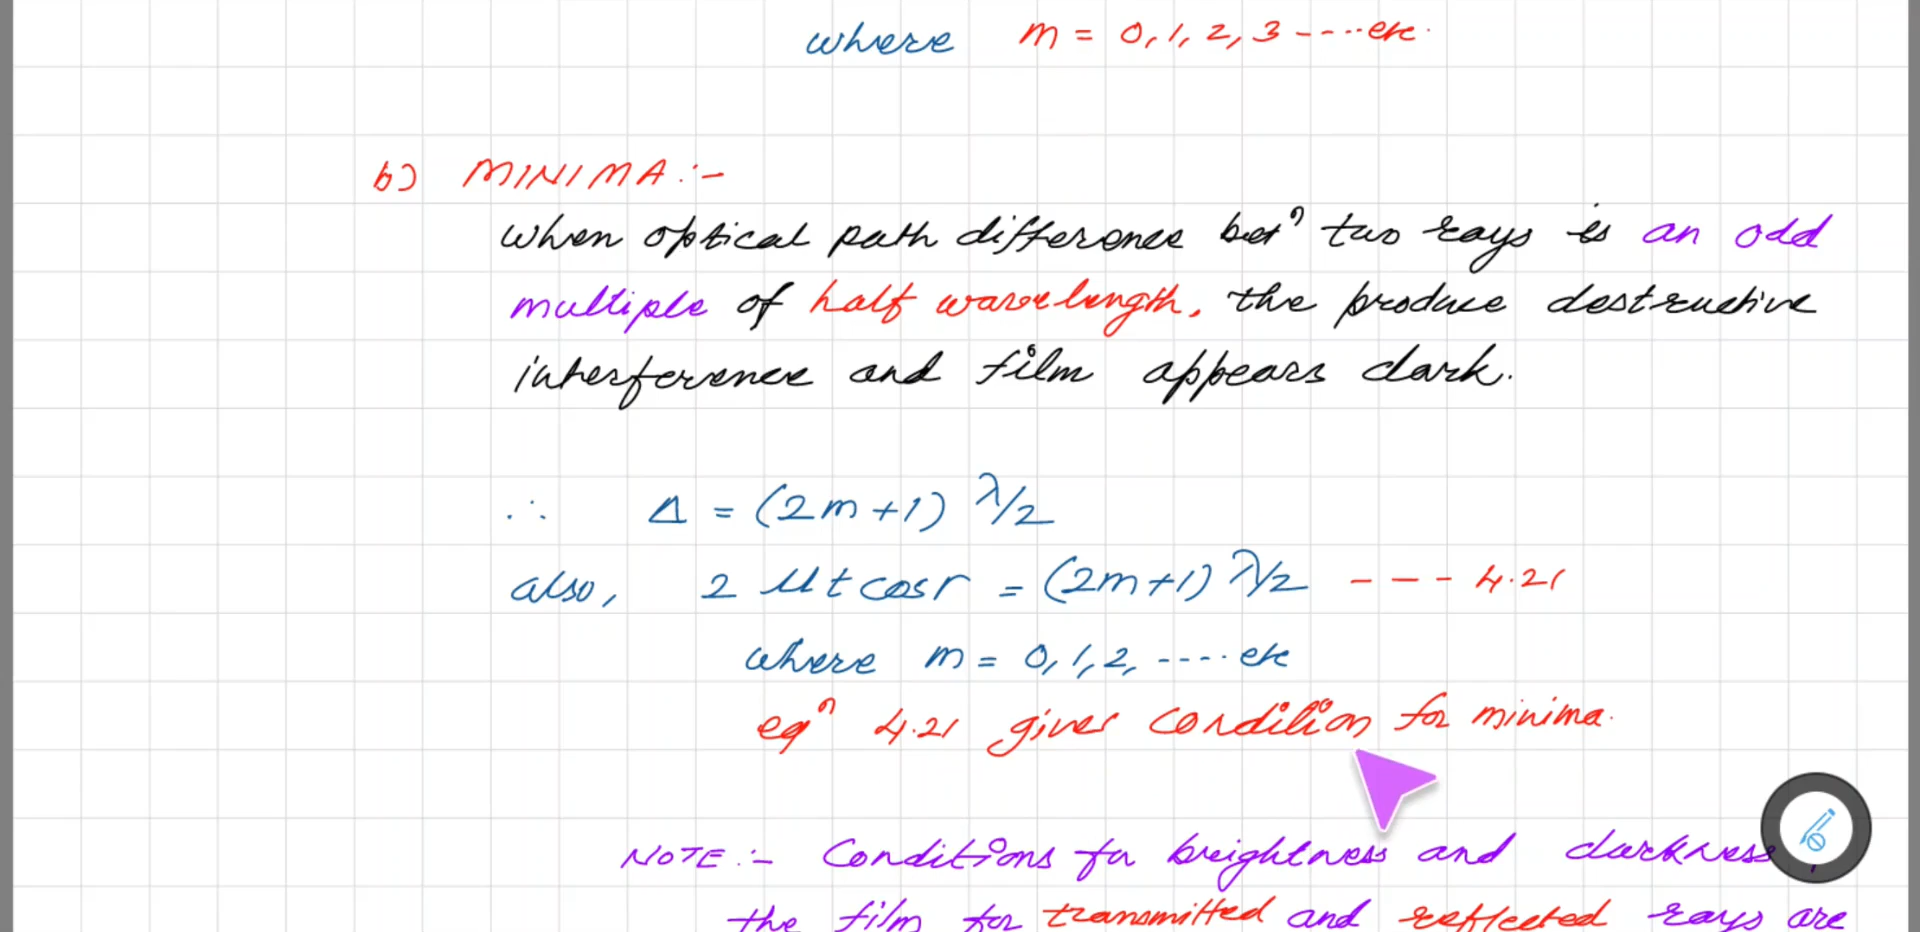 where m = 0, 1, 2, 3 ----- etc.
b) MINIMA :-
When optical path difference betⁿ two rays is an odd
multiple of half wavelength, the produce destructive
interference and film appears dark.
∴ Δ = (2m+1) λ/2
also, 2 μt cosr = (2m+1) λ/2 --- 4.21
where m = 0, 1, 2, ----- etc
eqⁿ 4.21 gives condition for minima.
NOTE :- Conditions for brightness and darkness
the film for transmitted and reflected rays are